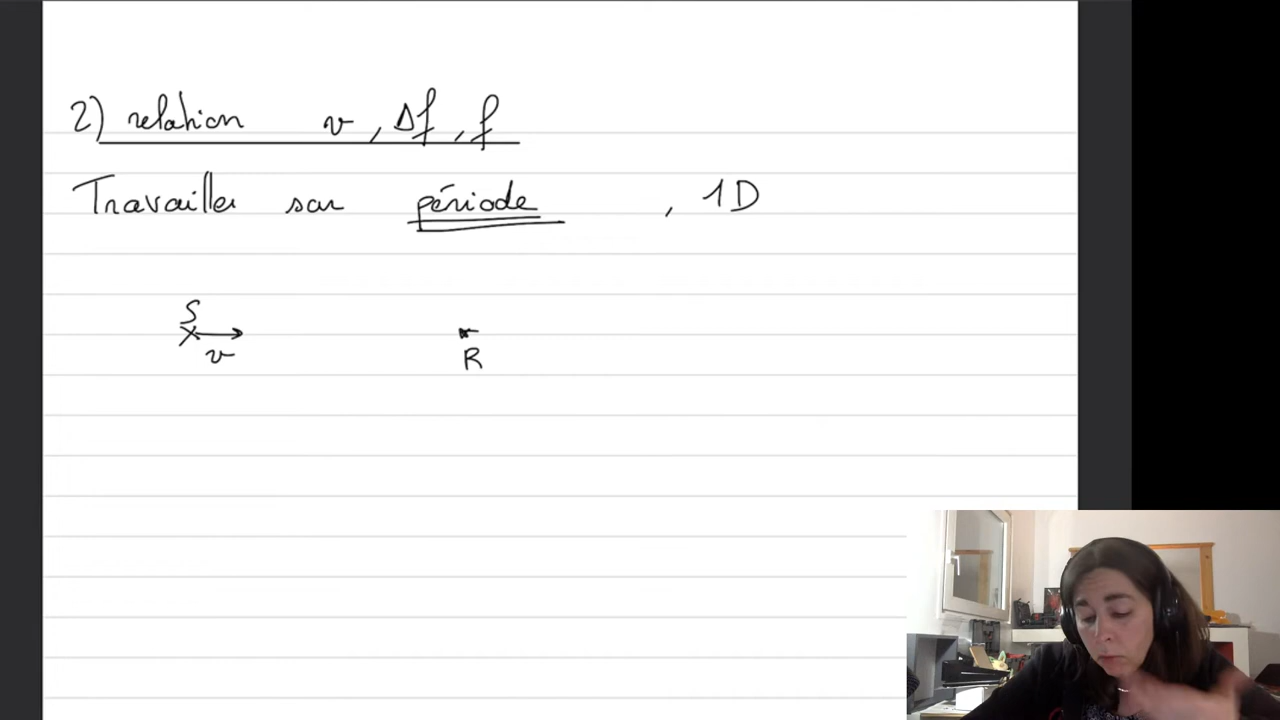 2) relation v, Δf, f
Travailler sur période, 1D
S
v
R